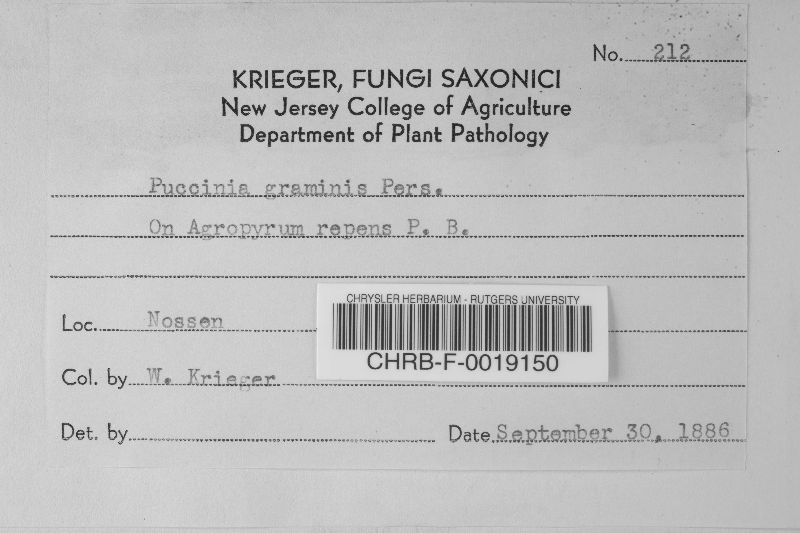 No. 212
KRIEGER, FUNGI SAXONICI
New Jersey College of Agriculture
Department of Plant Pathology
Puccinia graminis Pers.
On Agropyrum repens P. B.
CHRYSLER HERBARIUM - RUTGERS UNIVERSITY
CHRB-F-0019150
Loc. Nossen
Col. by W. Krieger
Det. by
Date September 30, 1886